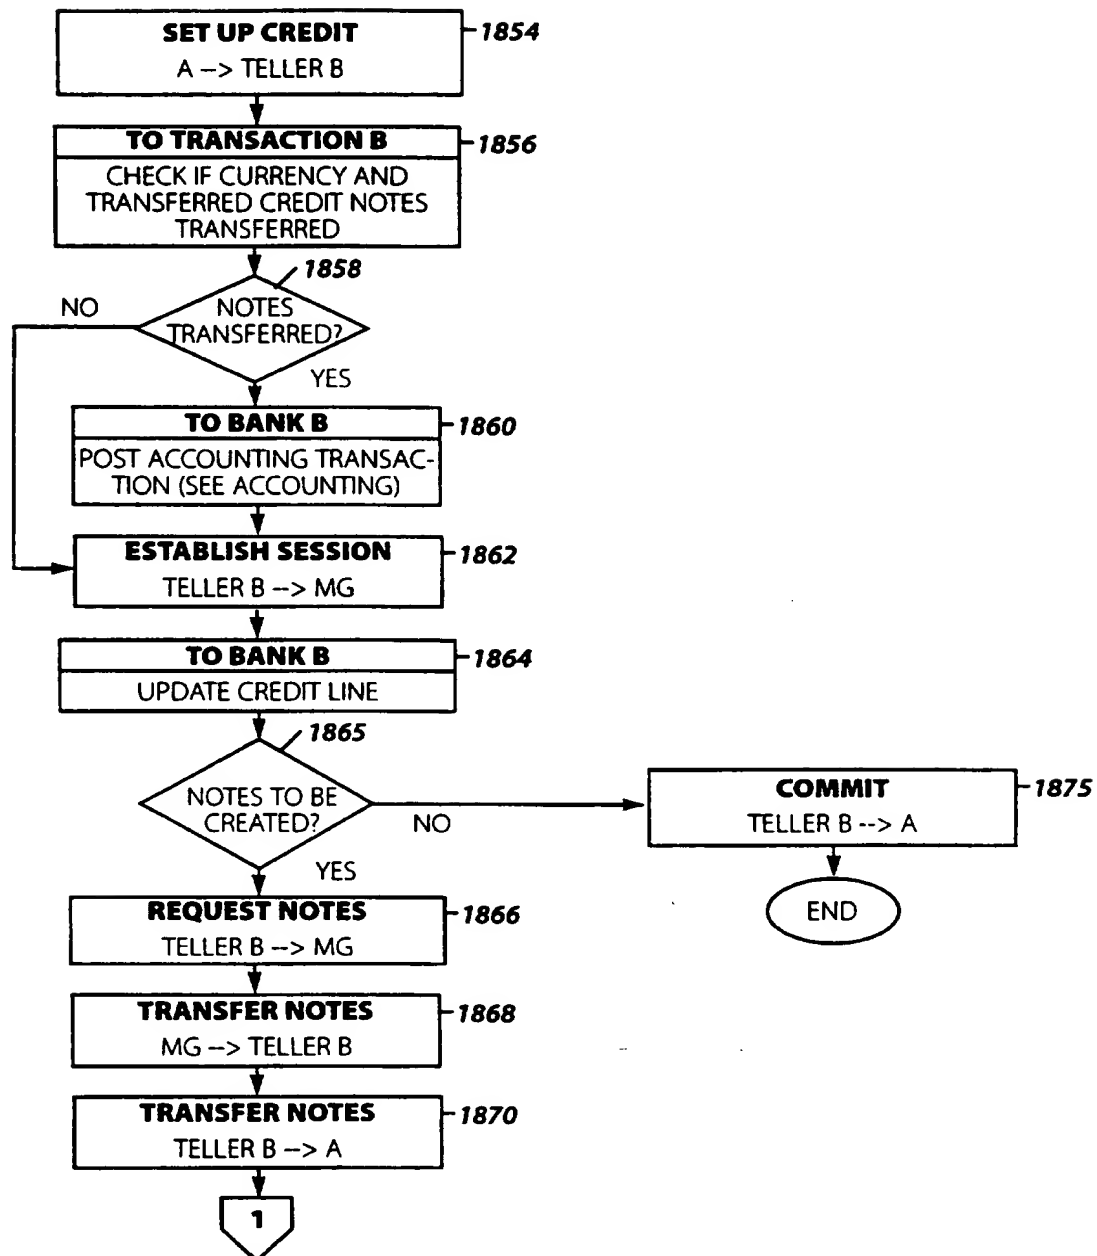 SET UP CREDIT
1854
A --> TELLER B
TO TRANSACTION B
1856
CHECK IF CURRENCY AND
TRANSFERRED CREDIT NOTES
TRANSFERRED
1858
NO
NOTES
TRANSFERRED?
YES
TO BANK B
1860
POST ACCOUNTING TRANSAC-
TION (SEE ACCOUNTING)
ESTABLISH SESSION
1862
TELLER B --> MG
TO BANK B
1864
UPDATE CREDIT LINE
1865
NOTES TO BE
CREATED?
NO
YES
COMMIT
1875
TELLER B --> A
END
REQUEST NOTES
1866
TELLER B --> MG
TRANSFER NOTES
1868
MG --> TELLER B
TRANSFER NOTES
1870
TELLER B --> A
1